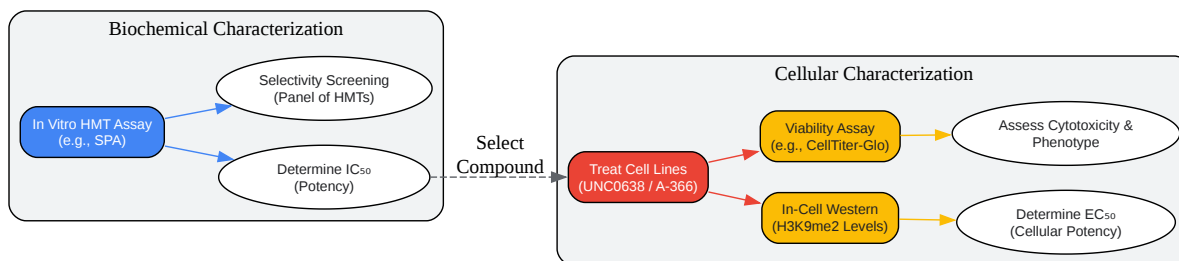 Biochemical Characterization
Selectivity Screening
(Panel of HMTs)
In Vitro HMT Assay
(e.g., SPA)
Determine IC₅₀
(Potency)
Select
Compound
Cellular Characterization
Treat Cell Lines
(UNC0638 / A-366)
Viability Assay
(e.g., CellTiter-Glo)
Assess Cytotoxicity &
Phenotype
In-Cell Western
(H3K9me2 Levels)
Determine EC₅₀
(Cellular Potency)